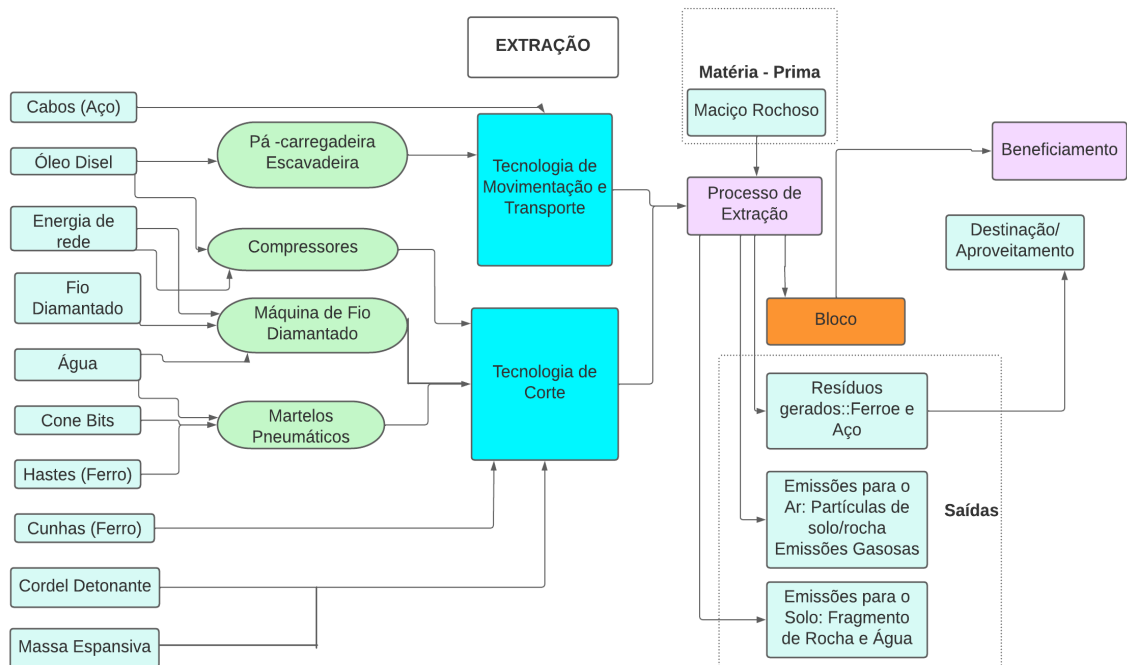 EXTRAÇÃO
Matéria - Prima
Maciço Rochoso
Cabos (Aço)
Óleo Disel
Energia de
rede
Fio
Diamantado
Água
Cone Bits
Hastes (Ferro)
Cunhas (Ferro)
Cordel Detonante
Massa Espansiva
Pá -carregadeira
Escavadeira
Compressores
Máquina de Fio
Diamantado
Martelos
Pneumáticos
Tecnologia de
Movimentação e
Transporte
Tecnologia de
Corte
Processo de
Extração
Bloco
Beneficiamento
Destinação/
Aproveitamento
Resíduos
gerados::Ferroe e
Aço
Emissões para o
Ar: Partículas de
solo/rocha
Emissões Gasosas
Saídas
Emissões para o
Solo: Fragmento
de Rocha e Água